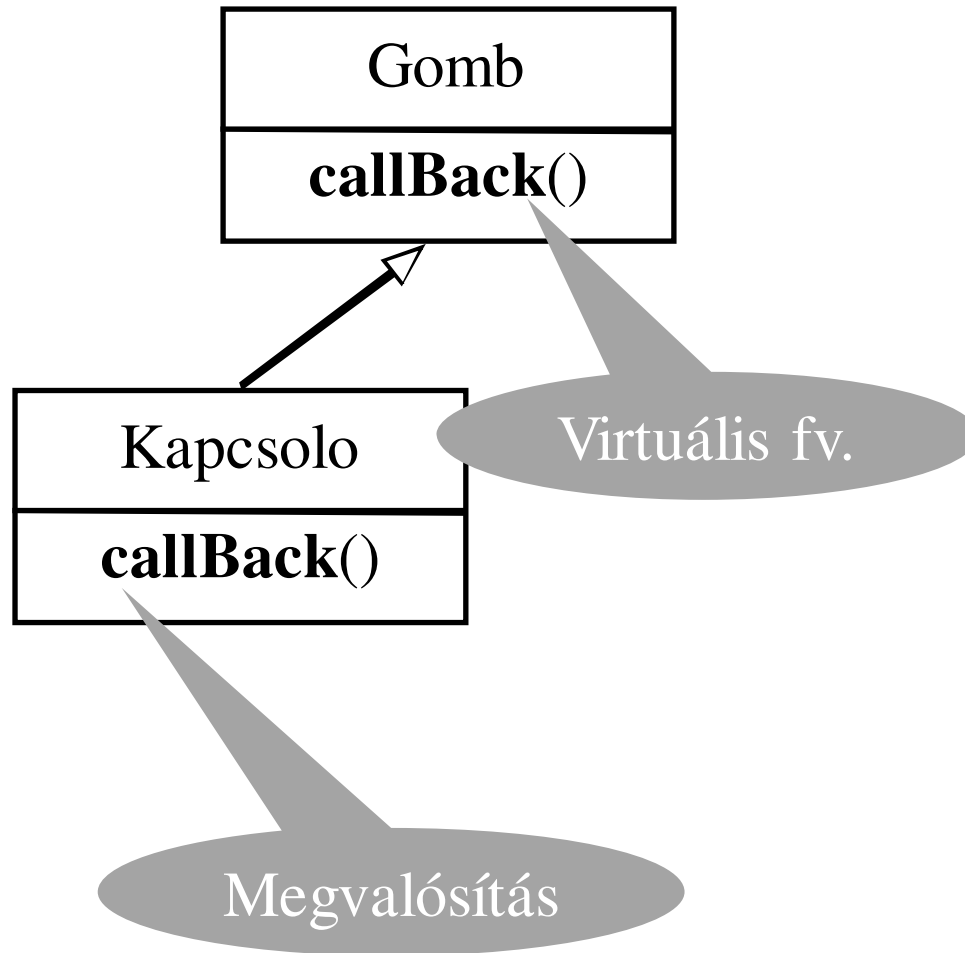 Gomb
callBack()
Virtuális fv.
Kapcsolo
callBack()
Megvalósítás